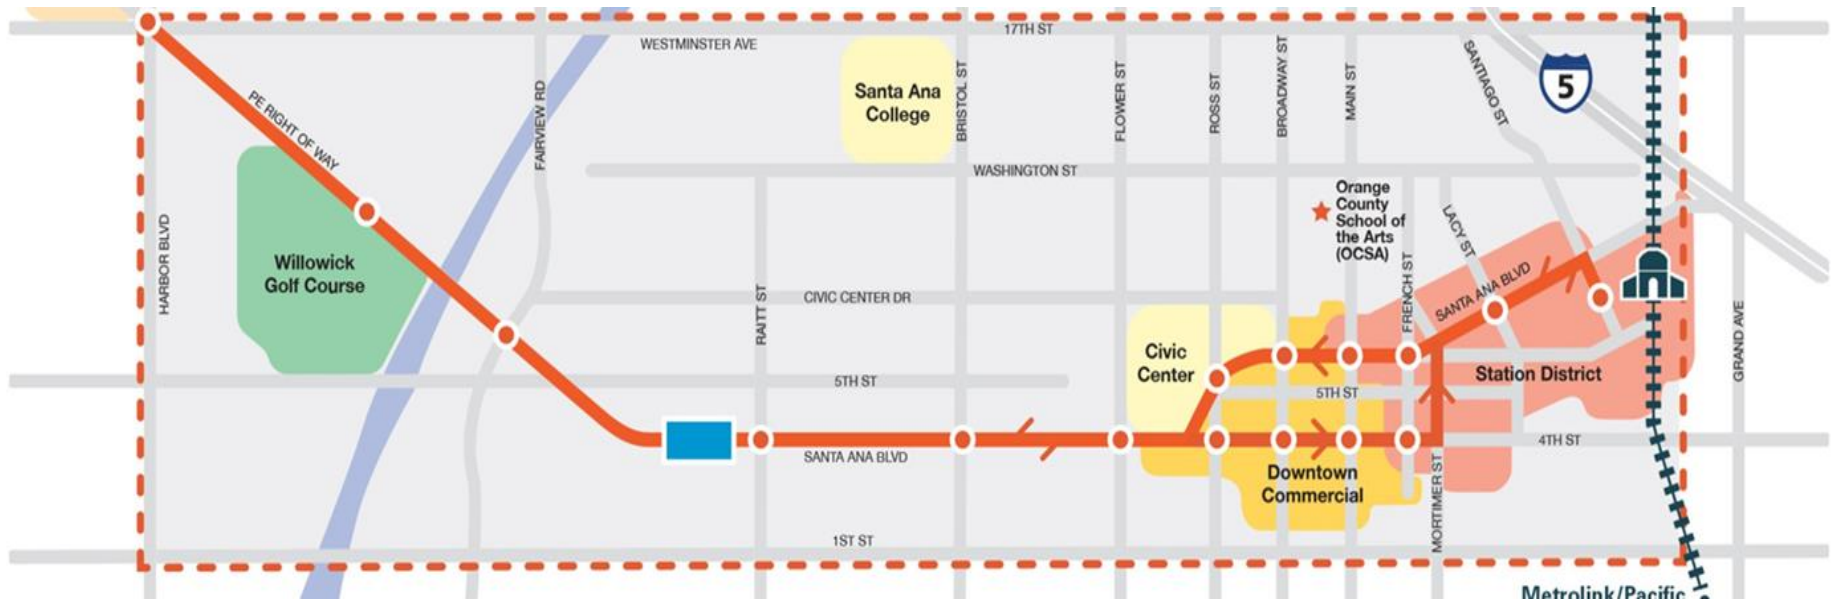 17TH ST
WESTMINSTER AVE
PE RIGHT OF WAY
FAIRVIEW RD
Santa Ana
College
BRISTOL ST
FLOWER ST
ROSS ST
BROADWAY ST
MAIN ST
SANTIAGO ST
5
WASHINGTON ST
Orange
County
School of
the Arts
(OCSA)
LACY ST
HARBOR BLVD
Willowick
Golf Course
RAITT ST
CIVIC CENTER DR
FRENCH ST
SANTA ANA BLVD
GRAND AVE
Civic
Center
5TH ST
5TH ST
Station District
SANTA ANA BLVD
4TH ST
Downtown
Commercial
MORTIMER ST
1ST ST
Metrolink/Pacific